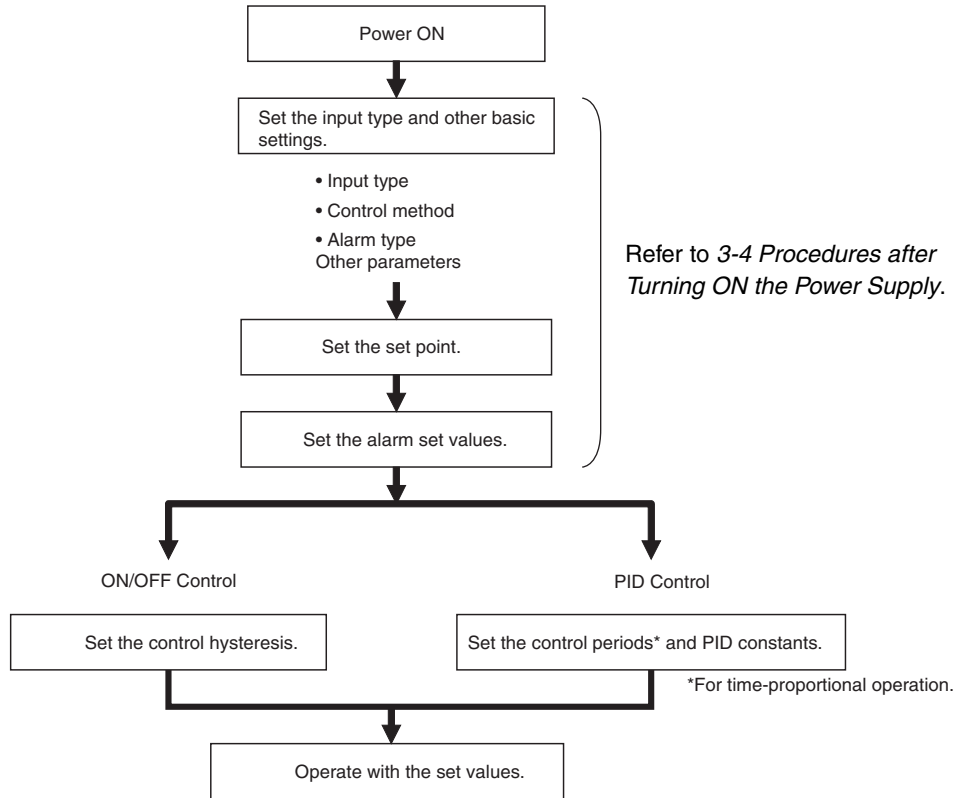 Power ON
Set the input type and other basic
settings.
• Input type
• Control method
• Alarm type
Other parameters
Refer to 3-4 Procedures after
Turning ON the Power Supply.
Set the set point.
Set the alarm set values.
ON/OFF Control
PID Control
Set the control hysteresis.
Set the control periods* and PID constants.
*For time-proportional operation.
Operate with the set values.